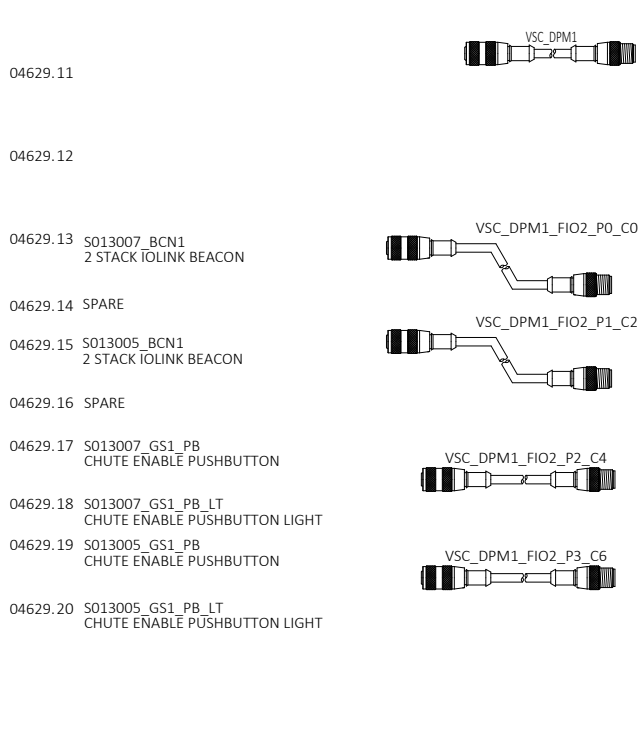 VSC_DPM1
04629.11
04629.12
04629.13 S013007_BCN1
2 STACK IOLINK BEACON
VSC_DPM1_FIO2_P0_C0
04629.14 SPARE
VSC_DPM1_FIO2_P1_C2
04629.15 S013005_BCN1
2 STACK IOLINK BEACON
04629.16 SPARE
04629.17 S013007_GS1_PB
CHUTE ENABLE PUSHBUTTON
VSC_DPM1_FIO2_P2_C4
04629.18 S013007_GS1_PB_LT
CHUTE ENABLE PUSHBUTTON LIGHT
04629.19 S013005_GS1_PB
CHUTE ENABLE PUSHBUTTON
VSC_DPM1_FIO2_P3_C6
04629.20 S013005_GS1_PB_LT
CHUTE ENABLE PUSHBUTTON LIGHT